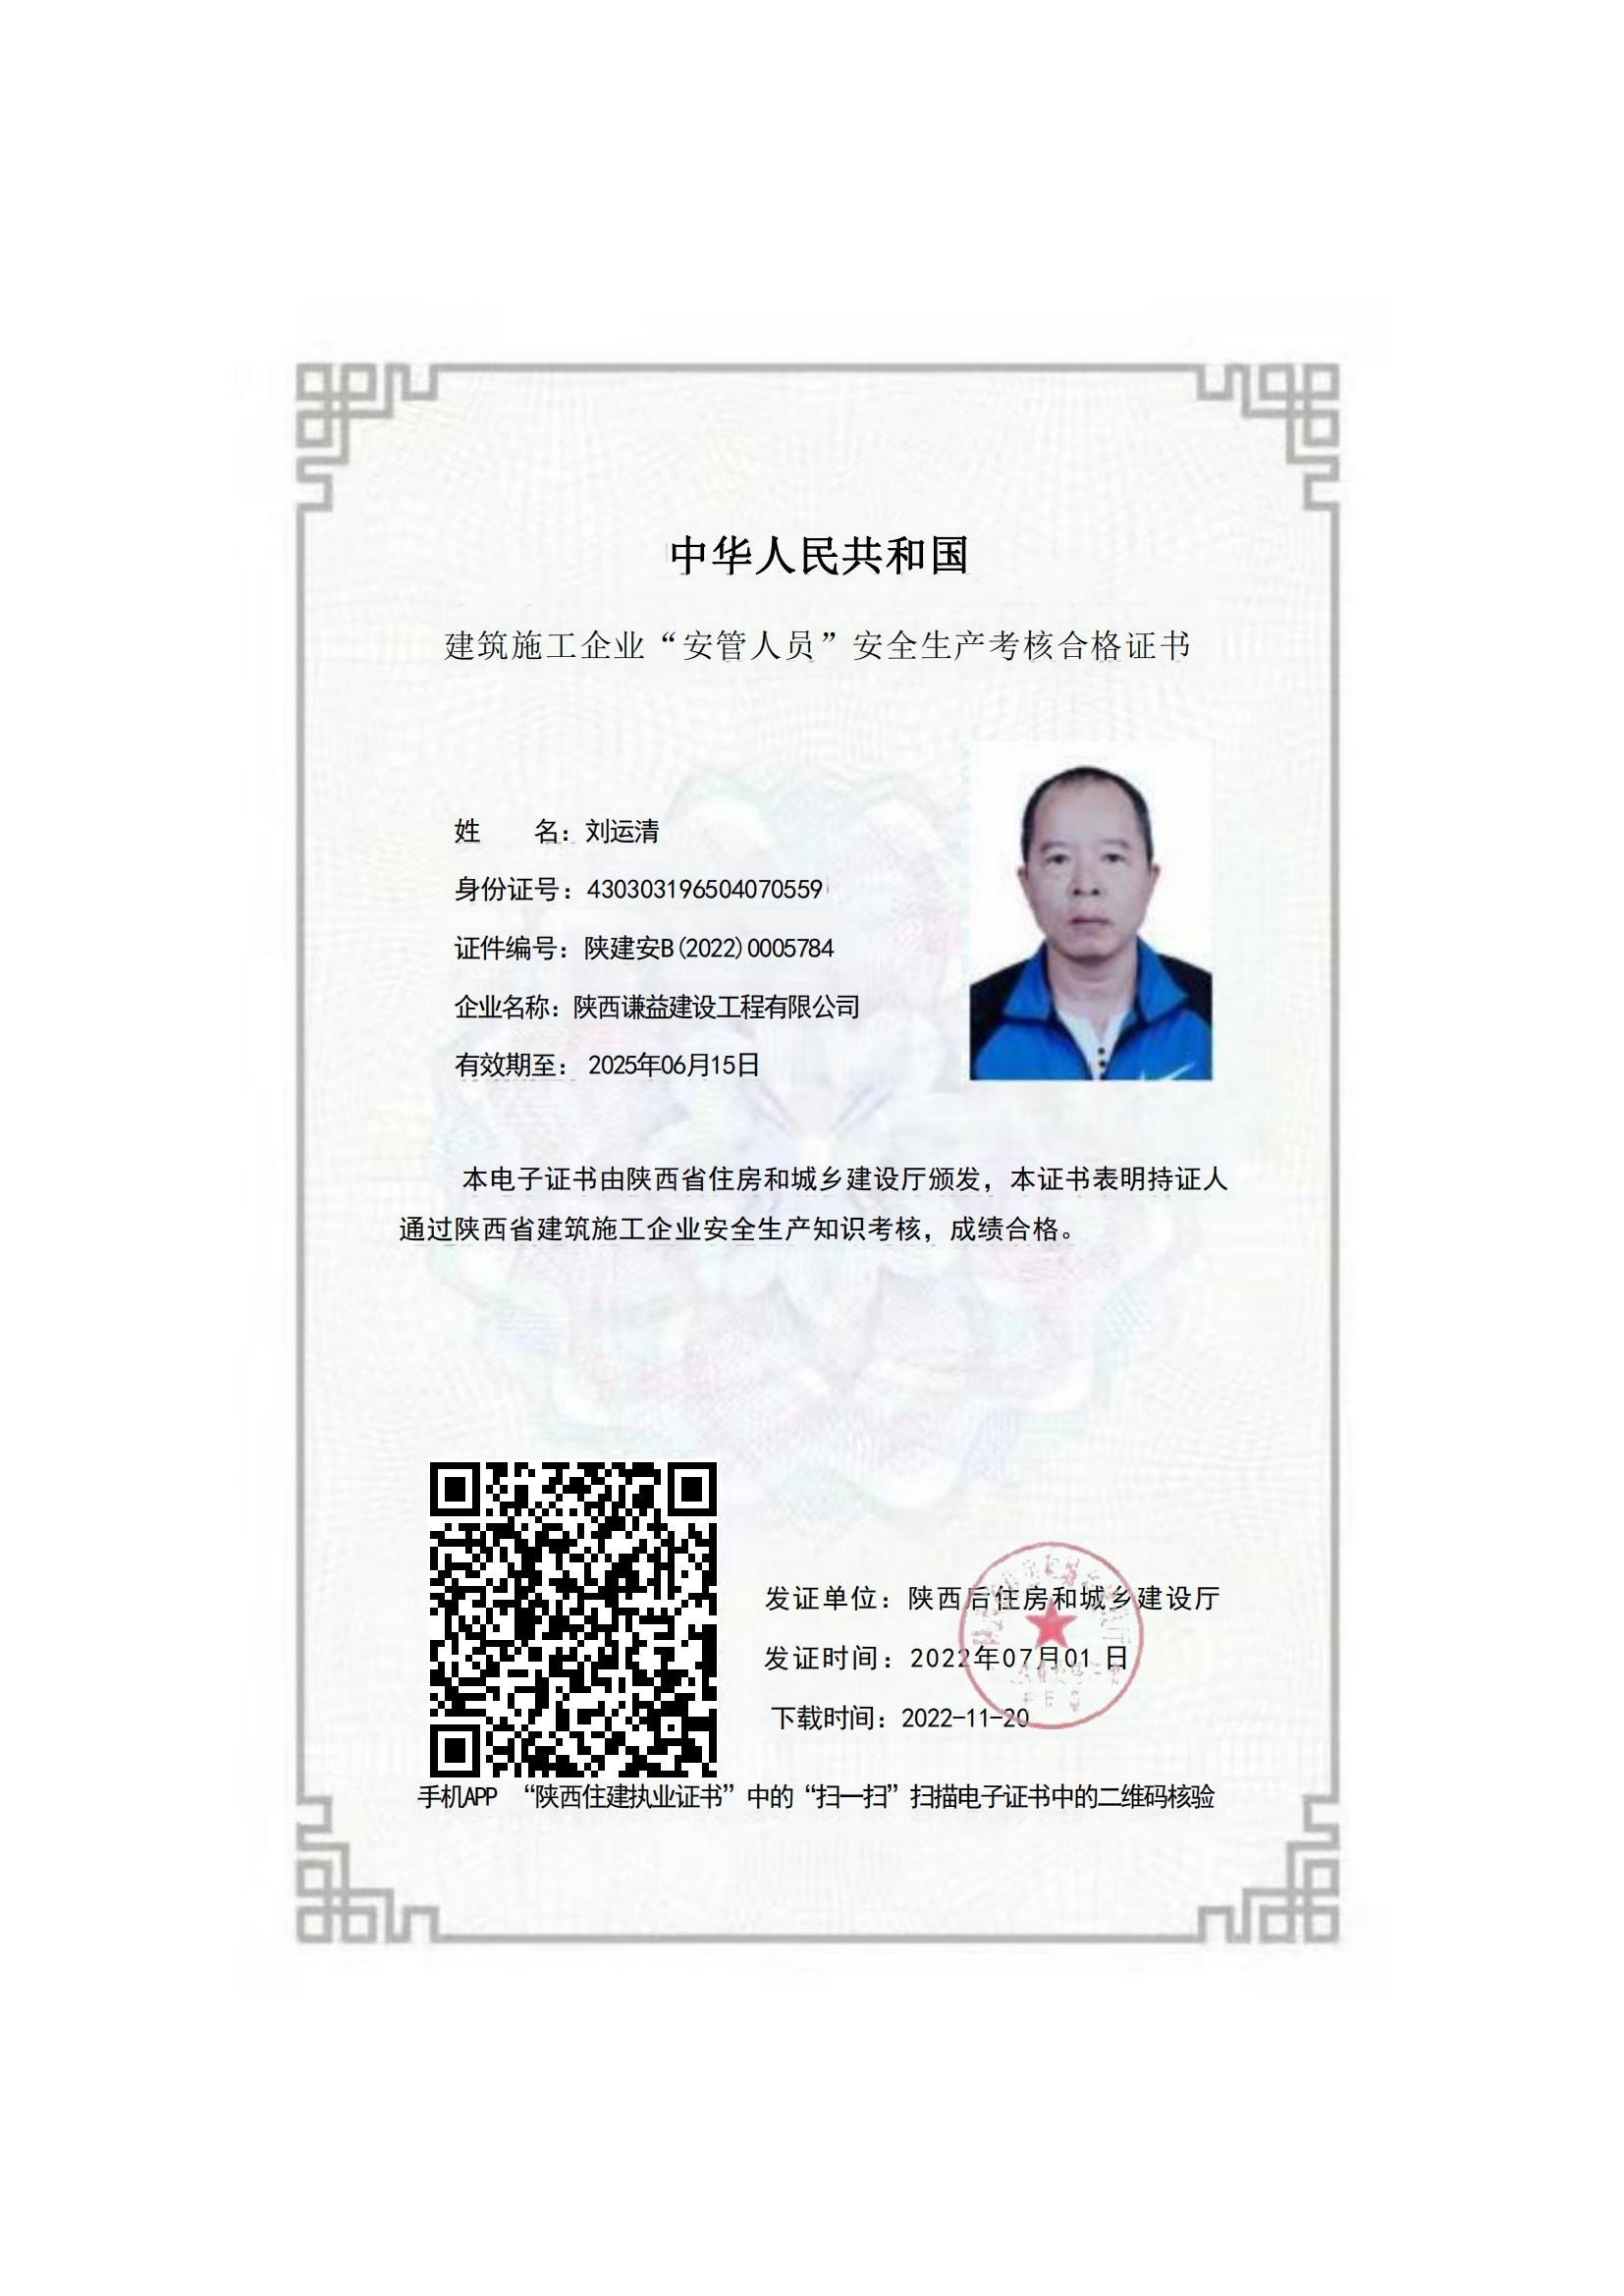 中华人民共和国
建筑施工企业“安管人员”安全生产考核合格证书
姓　　名：刘运清
身份证号：430303196504070559
证件编号：陕建安B(2022)0005784
企业名称：陕西谦益建设工程有限公司
有效期至：2025年06月15日
本电子证书由陕西省住房和城乡建设厅颁发，本证书表明持证人
通过陕西省建筑施工企业安全生产知识考核，成绩合格。
发证单位：陕西后住房和城乡建设厅
发证时间：2022年07月01 日
下载时间：2022-11-20
手机APP “陕西住建执业证书”中的“扫一扫”扫描电子证书中的二维码核验